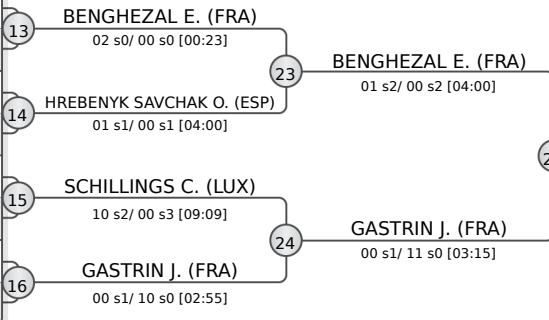 13
BENGHEZAL E. (FRA)
02 s0/ 00 s0 [00:23]
23
BENGHEZAL E. (FRA)
01 s2/ 00 s2 [04:00]
14
HREBENYK SAVCHAK O. (ESP)
01 s1/ 00 s1 [04:00]
15
SCHILLINGS C. (LUX)
10 s2/ 00 s3 [09:09]
24
GASTRIN J. (FRA)
00 s1/ 11 s0 [03:15]
16
GASTRIN J. (FRA)
00 s1/ 10 s0 [02:55]